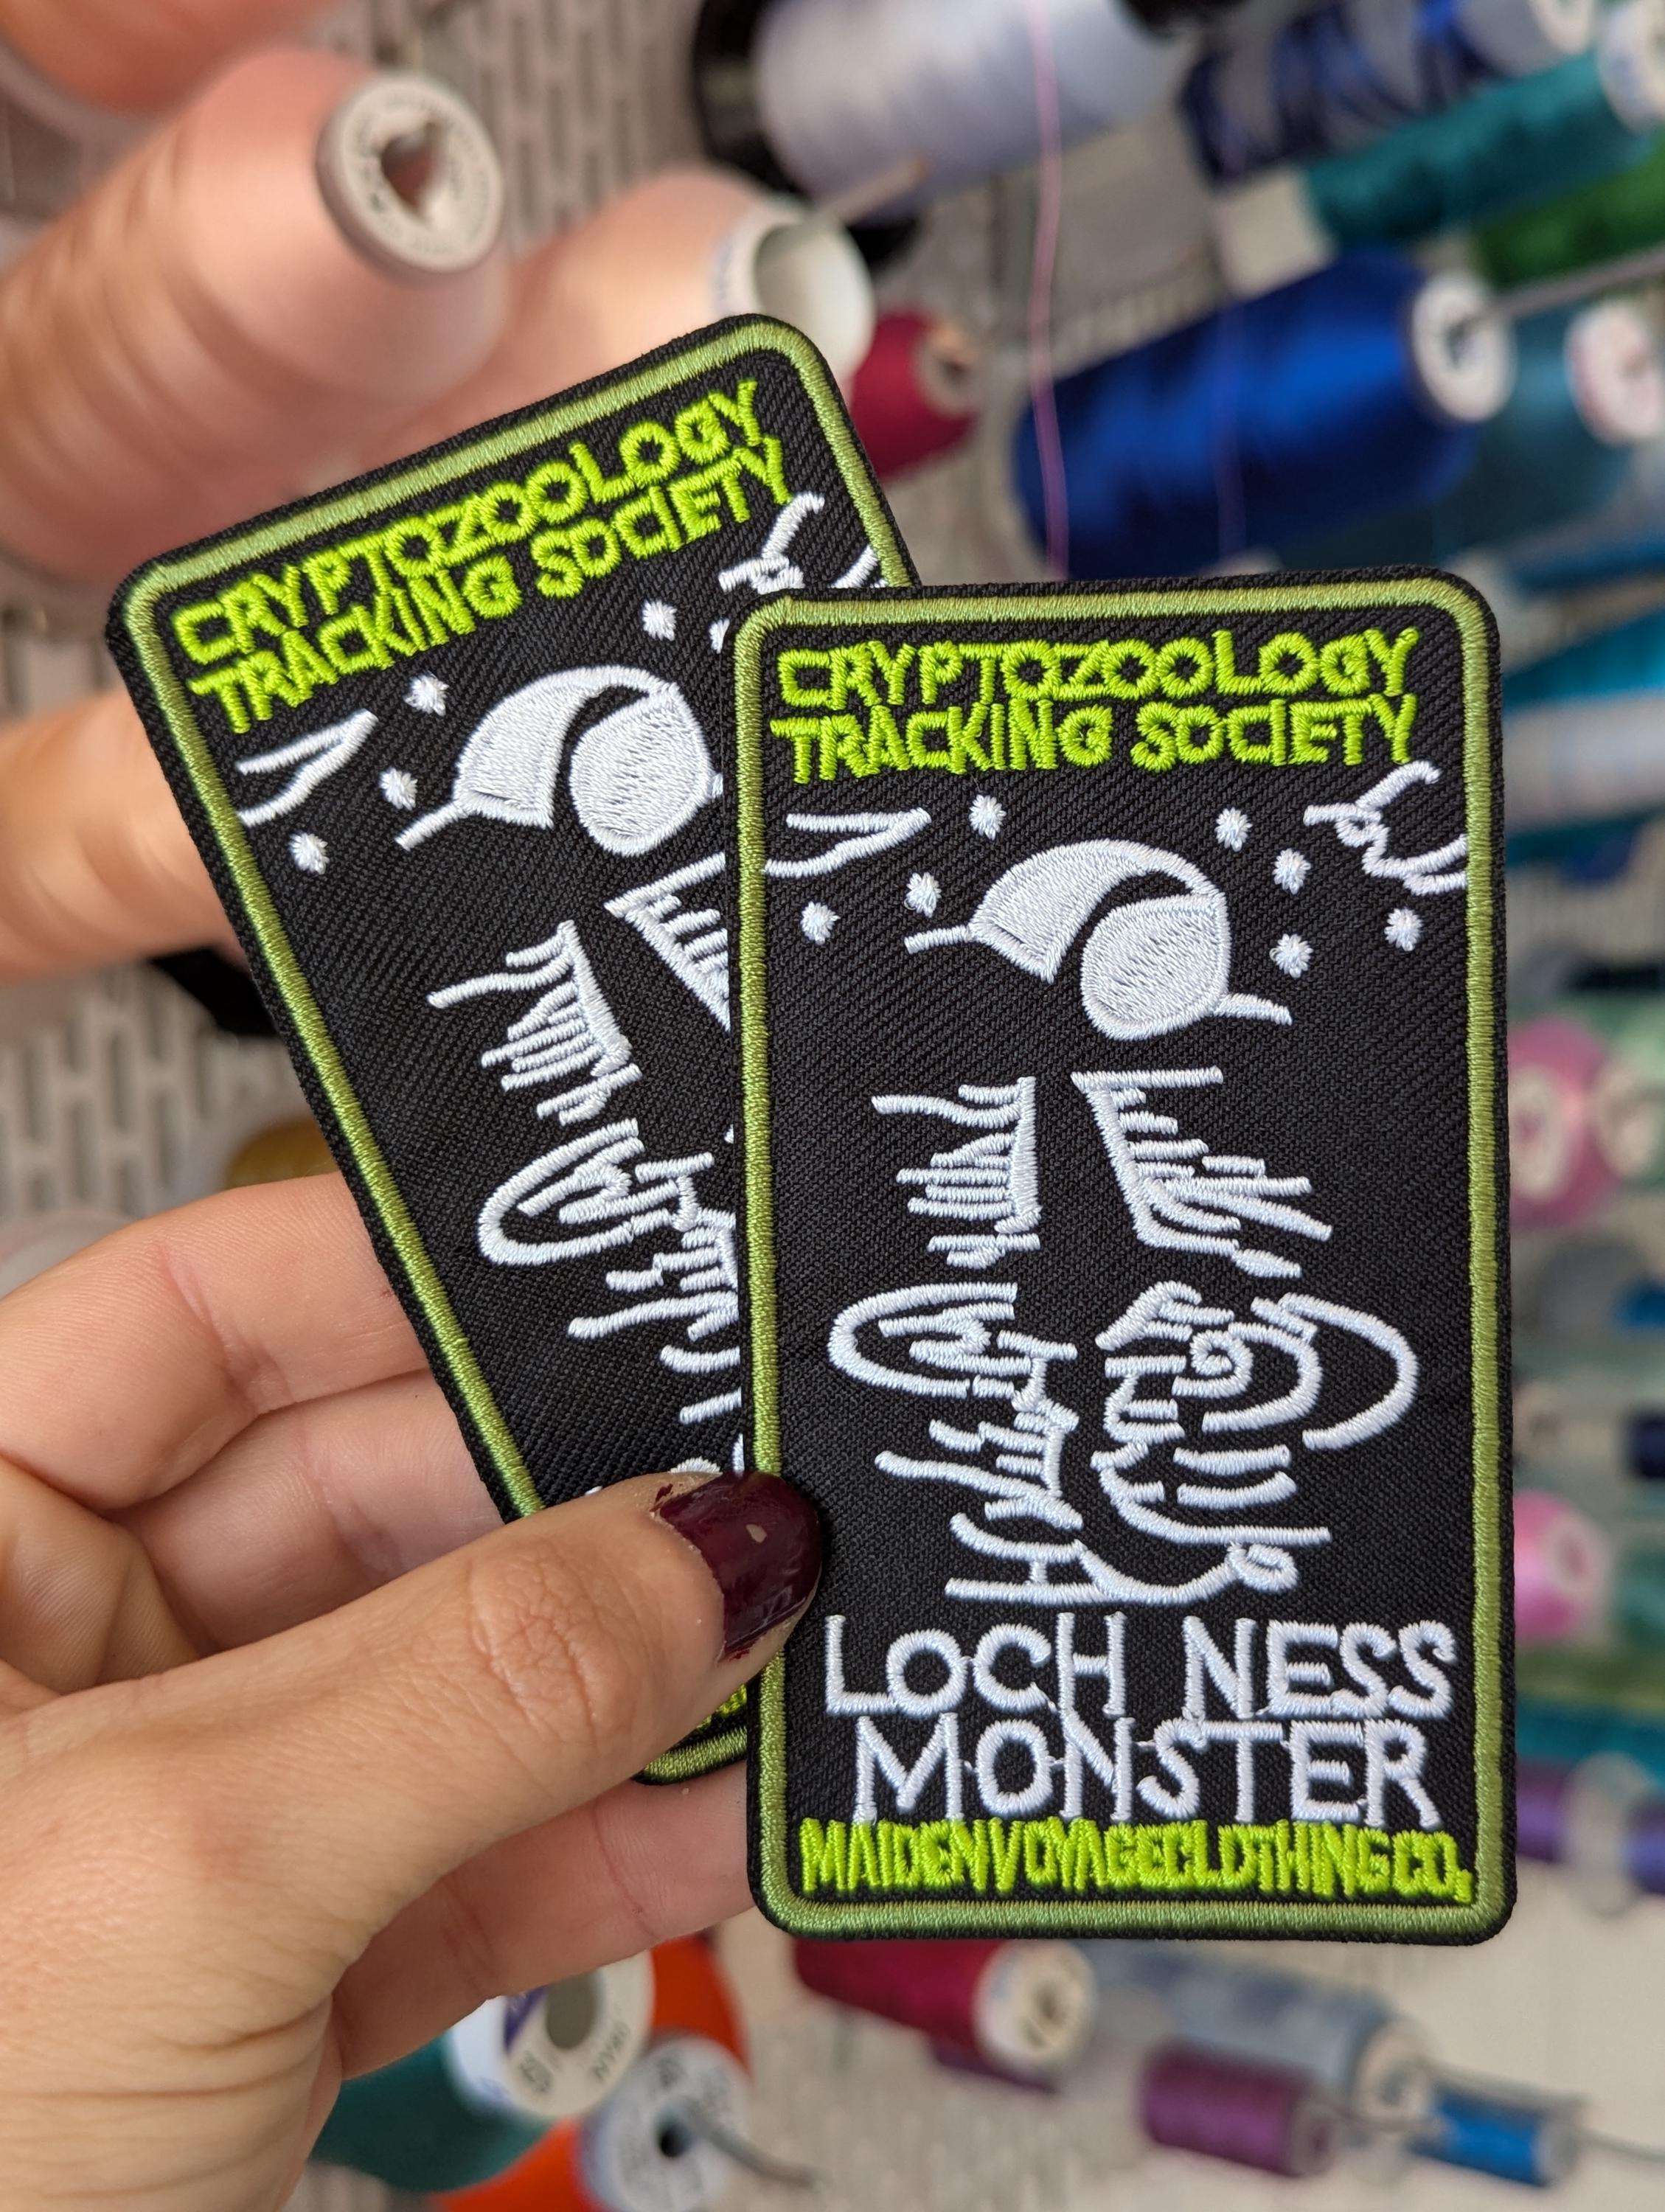 CRYPTOZOOLOGY
TRACKING SOCIETY
CRYPTOZOOLOGY
TRACKING SOCIETY
LOCH NESS
MONSTER
MAIDENVOYAGECLOTHINGCO.